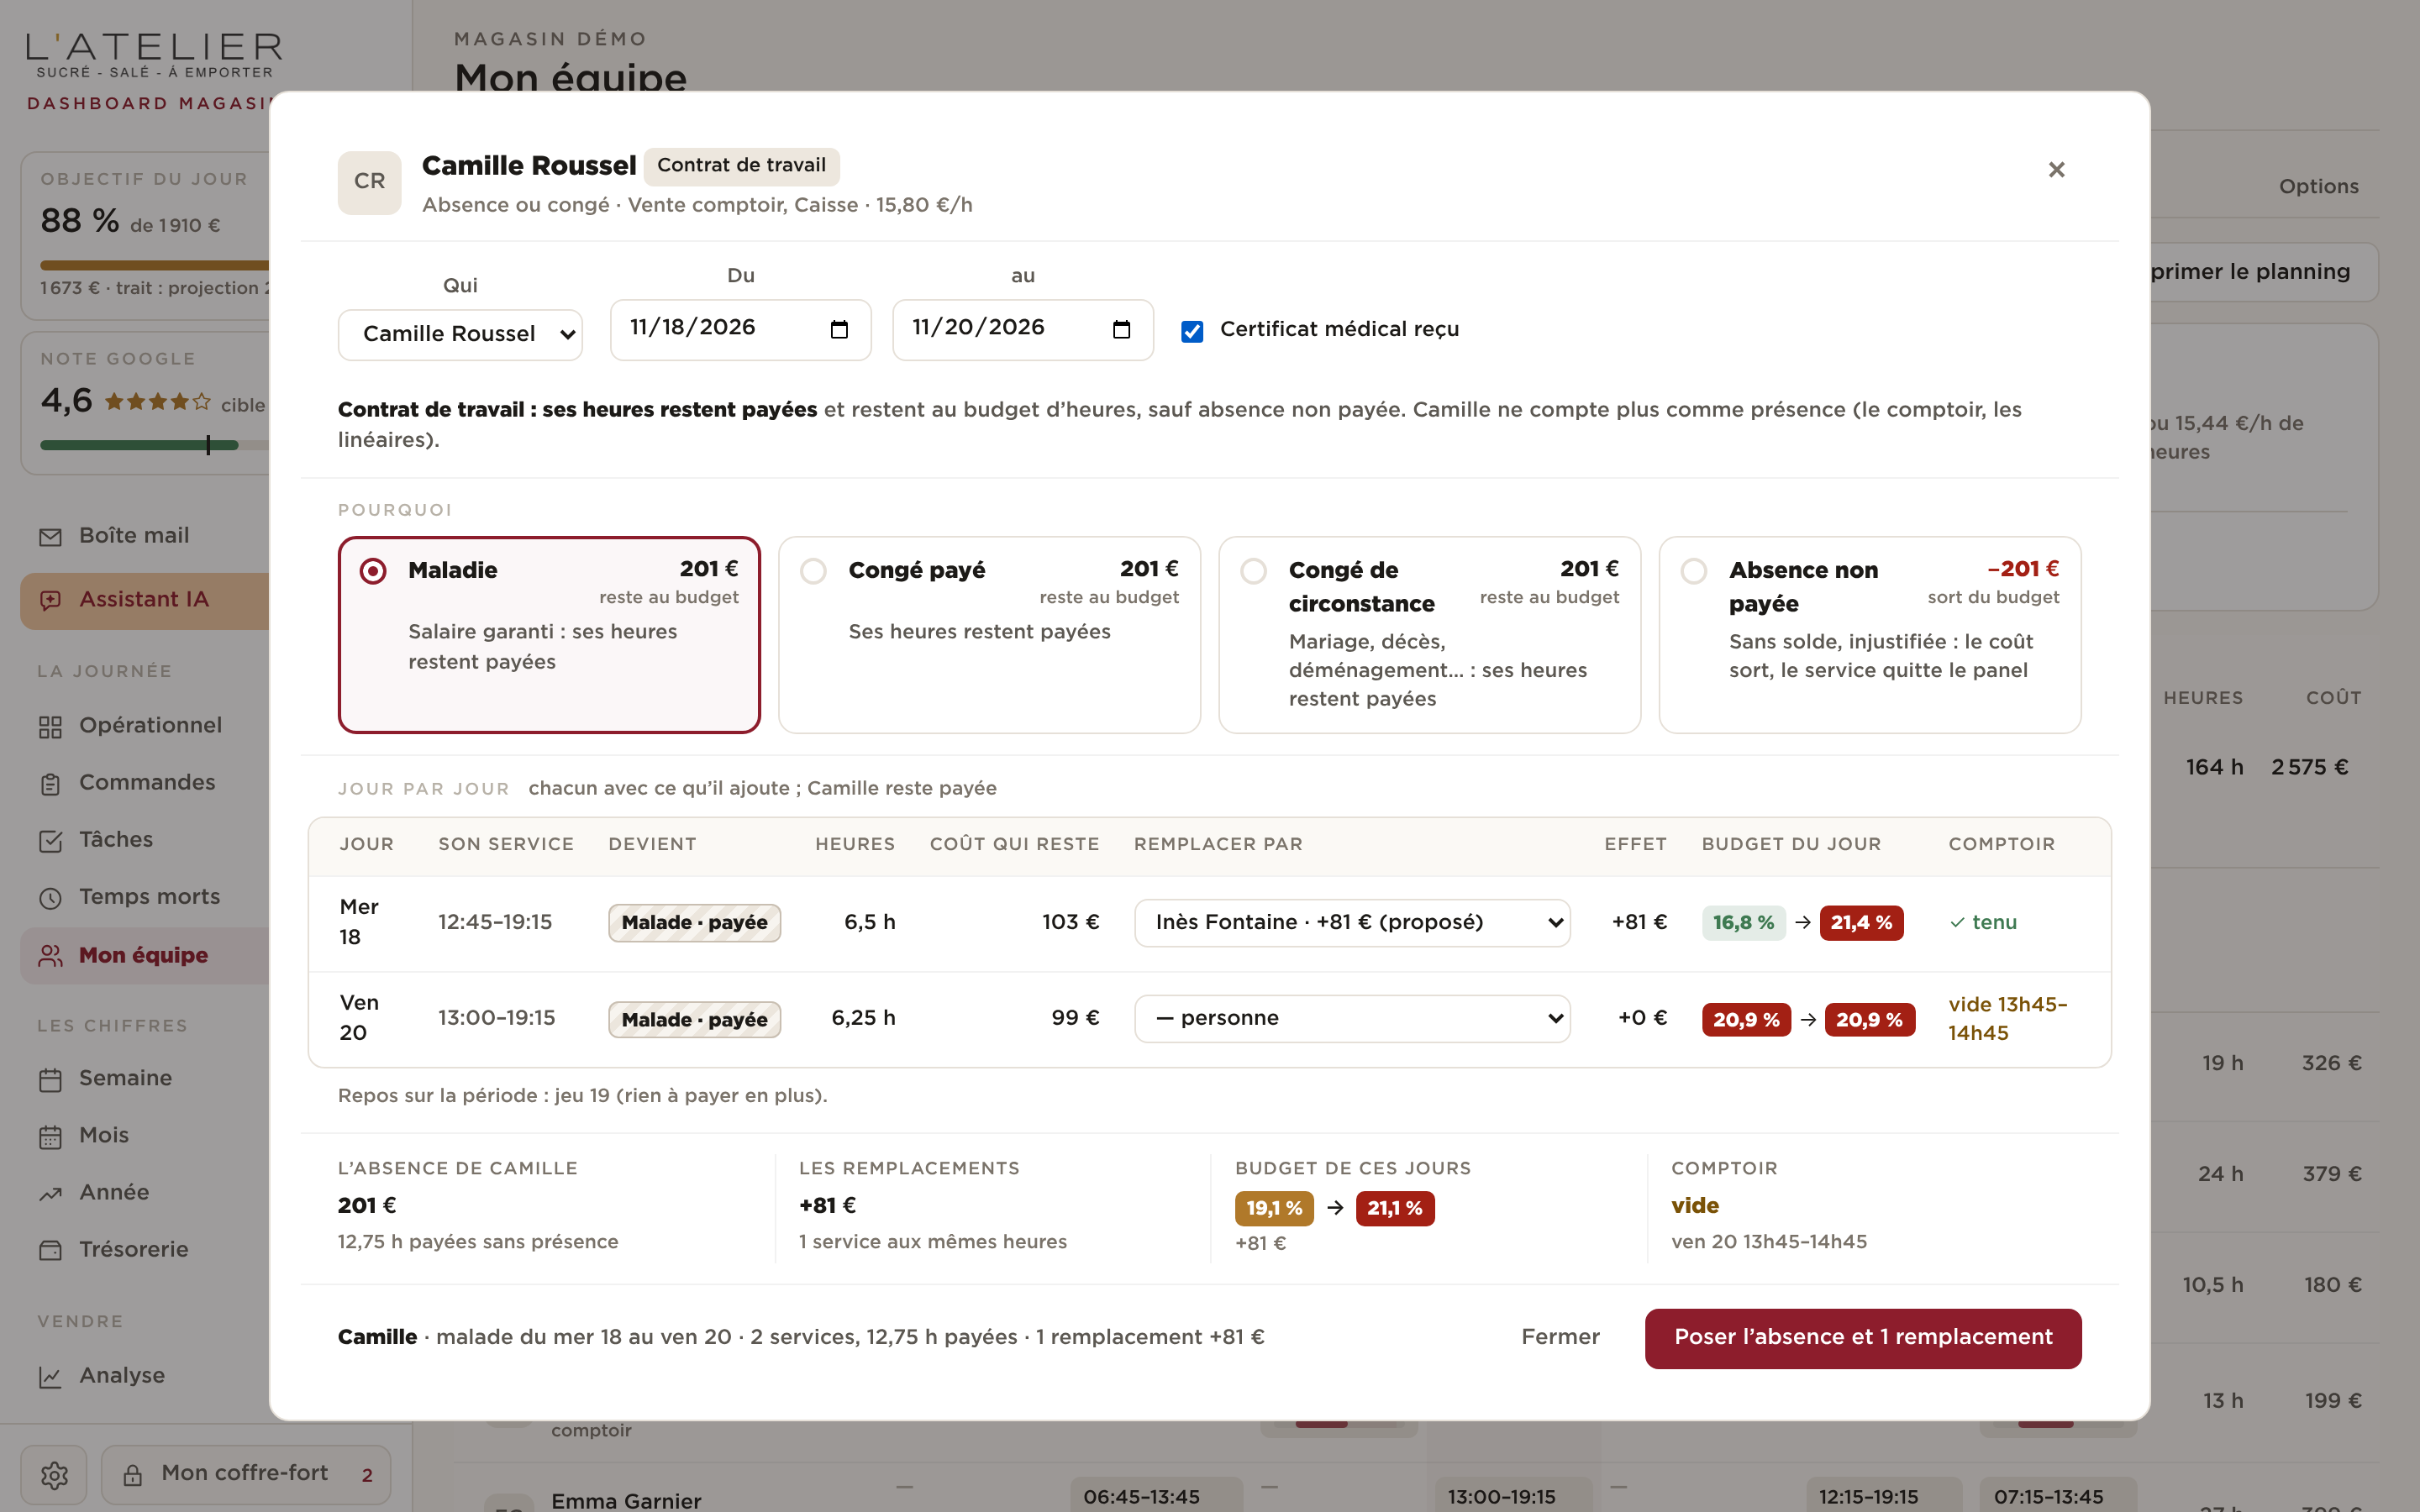 L'ATELIER
SUCRÉ - SALÉ - À EMPORTER
DASHBOARD
OBJECTIF DU JOUR
88 % de 1 910 €
1 673 € · trait : projection
NOTE GOOGLE
4,6 cible
Boîte mail
Assistant IA
LA JOURNÉE
Opérationnel
Commandes
Tâches
Temps morts
Mon équipe
LES CHIFFRES
Semaine
Mois
Année
Trésorerie
VENDRE
Analyse
Mon coffre-fort 2
MAGASIN DÉMO
Mon équipe
Options
le planning
15,44 €/h de
HEURES COÛT
164 h 2 575 €
19 h 326 €
24 h 379 €
10,5 h 180 €
13 h 199 €
comptoir
Emma Garnier
06:45–13:45
13:00–19:15
12:15–19:15
07:15–13:45
CR
Camille Roussel Contrat de travail
Absence ou congé · Vente comptoir, Caisse · 15,80 €/h
×
Qui
Du
au
Camille Roussel
11/18/2026
11/20/2026
Certificat médical reçu
Contrat de travail : ses heures restent payées et restent au budget d’heures, sauf absence non payée. Camille ne compte plus comme présence (le comptoir, les
linéaires).
POURQUOI
Maladie
201 €
reste au budget
Salaire garanti : ses heures
restent payées
Congé payé
201 €
reste au budget
Ses heures restent payées
Congé de
circonstance
201 €
reste au budget
Mariage, décès,
déménagement… : ses heures
restent payées
Absence non
payée
−201 €
sort du budget
Sans solde, injustifiée : le coût
sort, le service quitte le panel
JOUR PAR JOUR chacun avec ce qu’il ajoute ; Camille reste payée
JOUR SON SERVICE DEVIENT HEURES COÛT QUI RESTE REMPLACER PAR EFFET BUDGET DU JOUR COMPTOIR
Mer
18
12:45–19:15 Malade · payée 6,5 h 103 € Inès Fontaine · +81 € (proposé) +81 € 16,8 % → 21,4 % ✓ tenu
Ven
20
13:00–19:15 Malade · payée 6,25 h 99 € — personne +0 € 20,9 % → 20,9 % vide 13h45–
14h45
Repos sur la période : jeu 19 (rien à payer en plus).
L’ABSENCE DE CAMILLE
201 €
12,75 h payées sans présence
LES REMPLACEMENTS
+81 €
1 service aux mêmes heures
BUDGET DE CES JOURS
19,1 % → 21,1 %
+81 €
COMPTOIR
vide
ven 20 13h45–14h45
Camille · malade du mer 18 au ven 20 · 2 services, 12,75 h payées · 1 remplacement +81 €
Fermer
Poser l’absence et 1 remplacement